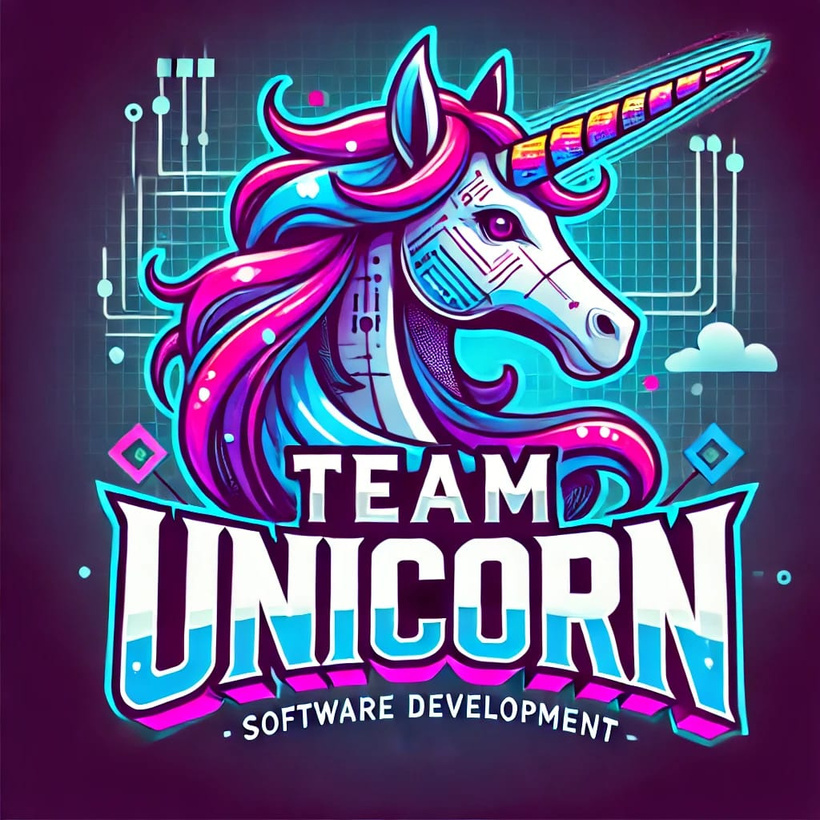 TEAM
UNICORN
- SOFTWARE DEVELOPMENT -